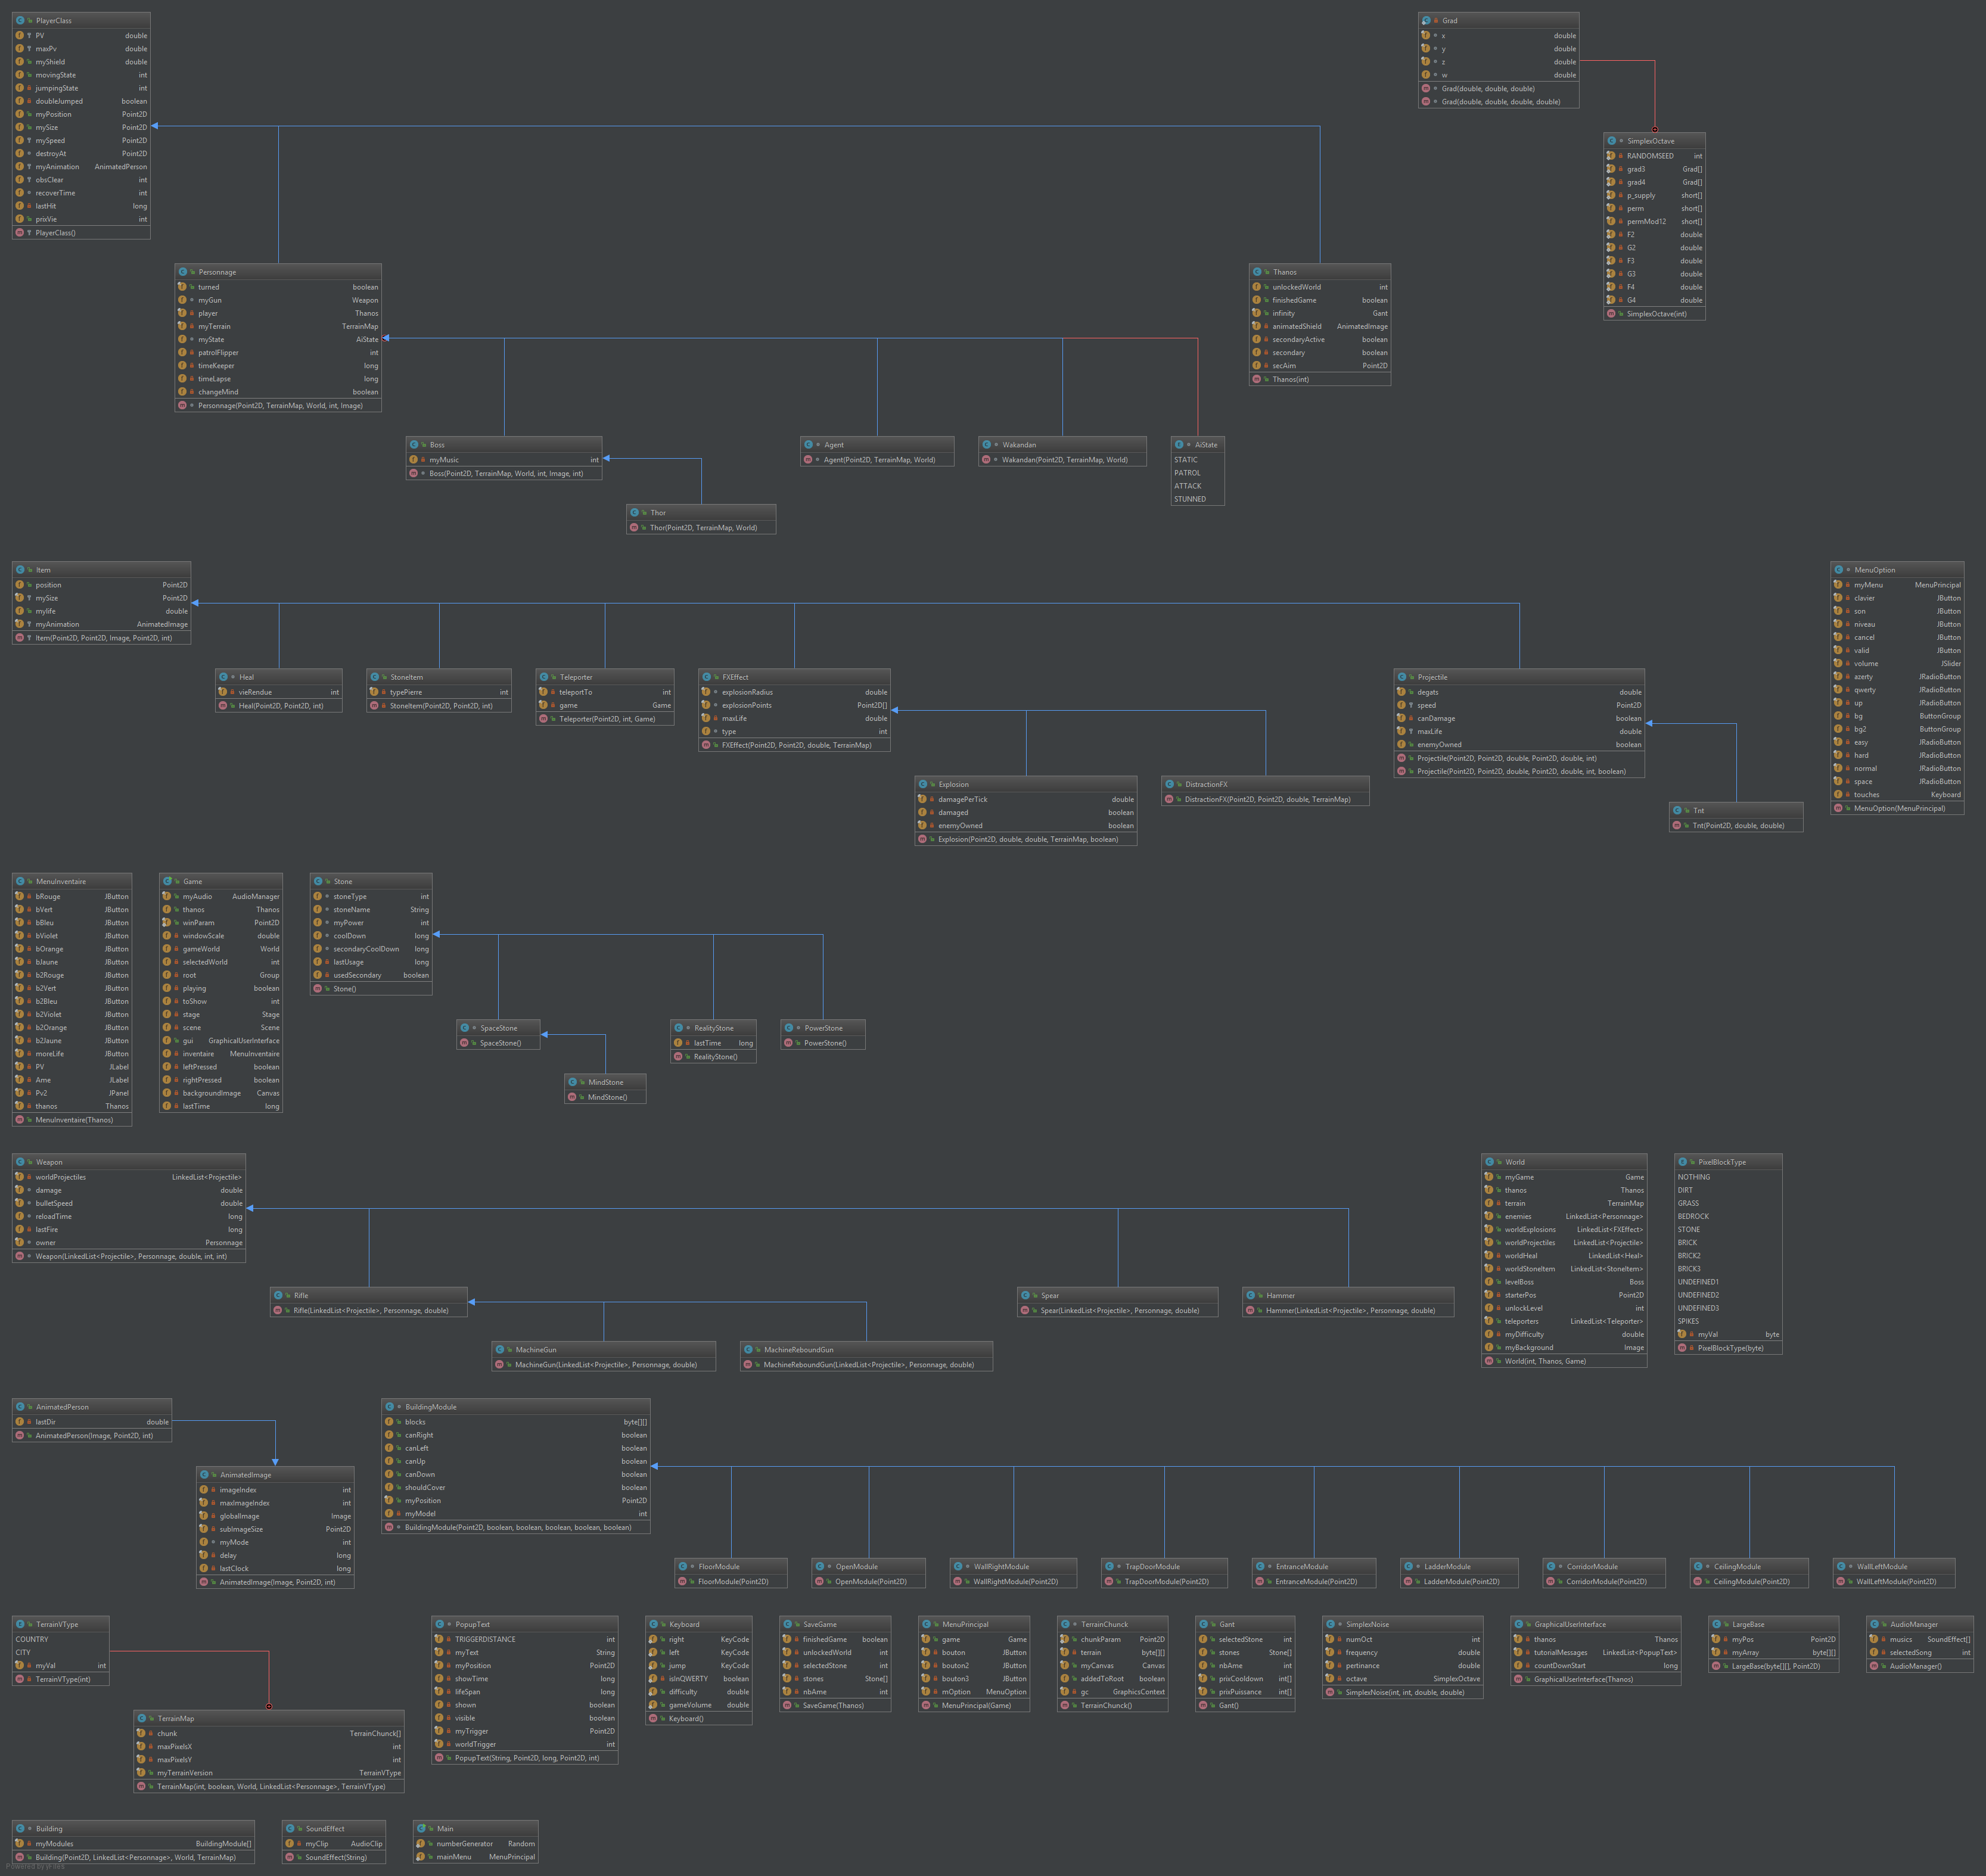 PlayerClass
PV double
maxPv double
myShield double
movingState int
jumpingState int
doubleJumped boolean
myPosition Point2D
mySize Point2D
mySpeed Point2D
destroyAt Point2D
myAnimation AnimatedPerson
obsClear int
recoverTime int
lastHit long
prixVie int
PlayerClass()
Grad
x double
y double
z double
w double
Grad(double, double, double)
Grad(double, double, double, double)
SimplexOctave
RANDOMSEED int
grad3 Grad[]
grad4 Grad[]
p_supply short[]
perm short[]
permMod12 short[]
F2 double
G2 double
F3 double
G3 double
F4 double
G4 double
SimplexOctave(int)
Personnage
turned boolean
myGun Weapon
player Thanos
myTerrain TerrainMap
myState AiState
patrolFlipper int
timeKeeper long
timeLapse long
changeMind boolean
Personnage(Point2D, TerrainMap, World, int, Image)
Thanos
unlockedWorld int
finishedGame boolean
infinity Gant
animatedShield AnimatedImage
secondaryActive boolean
secondary boolean
secAim Point2D
Thanos(int)
Boss
myMusic int
Boss(Point2D, TerrainMap, World, int, Image, int)
Agent
Agent(Point2D, TerrainMap, World)
Wakandan
Wakandan(Point2D, TerrainMap, World)
AiState
STATIC
PATROL
ATTACK
STUNNED
Thor
Thor(Point2D, TerrainMap, World)
Item
position Point2D
mySize Point2D
mylife double
myAnimation AnimatedImage
Item(Point2D, Point2D, Image, Point2D, int)
MenuOption
myMenu MenuPrincipal
clavier JButton
son JButton
niveau JButton
cancel JButton
valid JButton
volume JSlider
azerty JRadioButton
qwerty JRadioButton
up JRadioButton
bg ButtonGroup
bg2 ButtonGroup
easy JRadioButton
hard JRadioButton
normal JRadioButton
space JRadioButton
touches Keyboard
MenuOption(MenuPrincipal)
Heal
vieRendue int
Heal(Point2D, Point2D, int)
StoneItem
typePierre int
StoneItem(Point2D, Point2D, int)
Teleporter
teleportTo int
game Game
Teleporter(Point2D, int, Game)
FXEffect
explosionRadius double
explosionPoints Point2D[]
maxLife double
type int
FXEffect(Point2D, Point2D, double, TerrainMap)
Projectile
degats double
speed Point2D
canDamage boolean
maxLife double
enemyOwned boolean
Projectile(Point2D, Point2D, double, Point2D, double, int)
Projectile(Point2D, Point2D, double, Point2D, double, int, boolean)
Explosion
damagePerTick double
damaged boolean
enemyOwned boolean
Explosion(Point2D, double, double, TerrainMap, boolean)
DistractionFX
DistractionFX(Point2D, Point2D, double, TerrainMap)
Tnt
Tnt(Point2D, double, double)
MenuInventaire
bRouge JButton
bVert JButton
bBleu JButton
bViolet JButton
bOrange JButton
bJaune JButton
b2Rouge JButton
b2Vert JButton
b2Bleu JButton
b2Violet JButton
b2Orange JButton
b2Jaune JButton
moreLife JButton
PV JLabel
Ame JLabel
Pv2 JPanel
thanos Thanos
MenuInventaire(Thanos)
Game
myAudio AudioManager
thanos Thanos
winParam Point2D
windowScale double
gameWorld World
selectedWorld int
root Group
playing boolean
toShow int
stage Stage
scene Scene
gui GraphicalUserInterface
inventaire MenuInventaire
leftPressed boolean
rightPressed boolean
backgroundImage Canvas
lastTime long
Stone
stoneType int
stoneName String
myPower int
coolDown long
secondaryCoolDown long
lastUsage long
usedSecondary boolean
Stone()
SpaceStone
SpaceStone()
RealityStone
lastTime long
RealityStone()
PowerStone
PowerStone()
MindStone
MindStone()
Weapon
worldProjectiles LinkedList<Projectile>
damage double
bulletSpeed double
reloadTime long
lastFire long
owner Personnage
Weapon(LinkedList<Projectile>, Personnage, double, int, int)
World
myGame Game
thanos Thanos
terrain TerrainMap
enemies LinkedList<Personnage>
worldExplosions LinkedList<FXEffect>
worldProjectiles LinkedList<Projectile>
worldHeal LinkedList<Heal>
worldStoneItem LinkedList<StoneItem>
levelBoss Boss
starterPos Point2D
unlockLevel int
teleporters LinkedList<Teleporter>
myDifficulty double
myBackground Image
World(int, Thanos, Game)
PixelBlockType
NOTHING
DIRT
GRASS
BEDROCK
STONE
BRICK
BRICK2
BRICK3
UNDEFINED1
UNDEFINED2
UNDEFINED3
SPIKES
myVal byte
PixelBlockType(byte)
Rifle
Rifle(LinkedList<Projectile>, Personnage, double)
Spear
Spear(LinkedList<Projectile>, Personnage, double)
Hammer
Hammer(LinkedList<Projectile>, Personnage, double)
MachineGun
MachineGun(LinkedList<Projectile>, Personnage, double)
MachineReboundGun
MachineReboundGun(LinkedList<Projectile>, Personnage, double)
AnimatedPerson
lastDir double
AnimatedPerson(Image, Point2D, int)
AnimatedImage
imageIndex int
maxImageIndex int
globalImage Image
subImageSize Point2D
myMode int
delay long
lastClock long
AnimatedImage(Image, Point2D, int)
BuildingModule
blocks byte[][]
canRight boolean
canLeft boolean
canUp boolean
canDown boolean
shouldCover boolean
myPosition Point2D
myModel int
BuildingModule(Point2D, boolean, boolean, boolean, boolean, boolean)
FloorModule
FloorModule(Point2D)
OpenModule
OpenModule(Point2D)
WallRightModule
WallRightModule(Point2D)
TrapDoorModule
TrapDoorModule(Point2D)
EntranceModule
EntranceModule(Point2D)
LadderModule
LadderModule(Point2D)
CorridorModule
CorridorModule(Point2D)
CeilingModule
CeilingModule(Point2D)
WallLeftModule
WallLeftModule(Point2D)
TerrainVType
COUNTRY
CITY
myVal int
TerrainVType(int)
TerrainMap
chunk TerrainChunck[]
maxPixelsX int
maxPixelsY int
myTerrainVersion TerrainVType
TerrainMap(int, boolean, World, LinkedList<Personnage>, TerrainVType)
PopupText
TRIGGERDISTANCE int
myText String
myPosition Point2D
showTime long
lifeSpan long
shown boolean
visible boolean
myTrigger Point2D
worldTrigger int
PopupText(String, Point2D, long, Point2D, int)
Keyboard
right KeyCode
left KeyCode
jump KeyCode
isInQWERTY boolean
difficulty double
gameVolume double
Keyboard()
SaveGame
finishedGame boolean
unlockedWorld int
selectedStone int
stones Stone[]
nbAme int
SaveGame(Thanos)
MenuPrincipal
game Game
bouton JButton
bouton2 JButton
bouton3 JButton
mOption MenuOption
MenuPrincipal(Game)
TerrainChunck
chunkParam Point2D
terrain byte[][]
myCanvas Canvas
addedToRoot boolean
gc GraphicsContext
TerrainChunck()
Gant
selectedStone int
stones Stone[]
nbAme int
prixCooldown int[]
prixPuissance int[]
Gant()
SimplexNoise
numOct int
frequency double
pertinance double
octave SimplexOctave
SimplexNoise(int, int, double, double)
GraphicalUserInterface
thanos Thanos
tutorialMessages LinkedList<PopupText>
countDownStart long
GraphicalUserInterface(Thanos)
LargeBase
myPos Point2D
myArray byte[][]
LargeBase(byte[][], Point2D)
AudioManager
musics SoundEffect[]
selectedSong int
AudioManager()
Building
myModules BuildingModule[]
Building(Point2D, LinkedList<Personnage>, World, TerrainMap)
SoundEffect
myClip AudioClip
SoundEffect(String)
Main
numberGenerator Random
mainMenu MenuPrincipal
Powered by yFiles